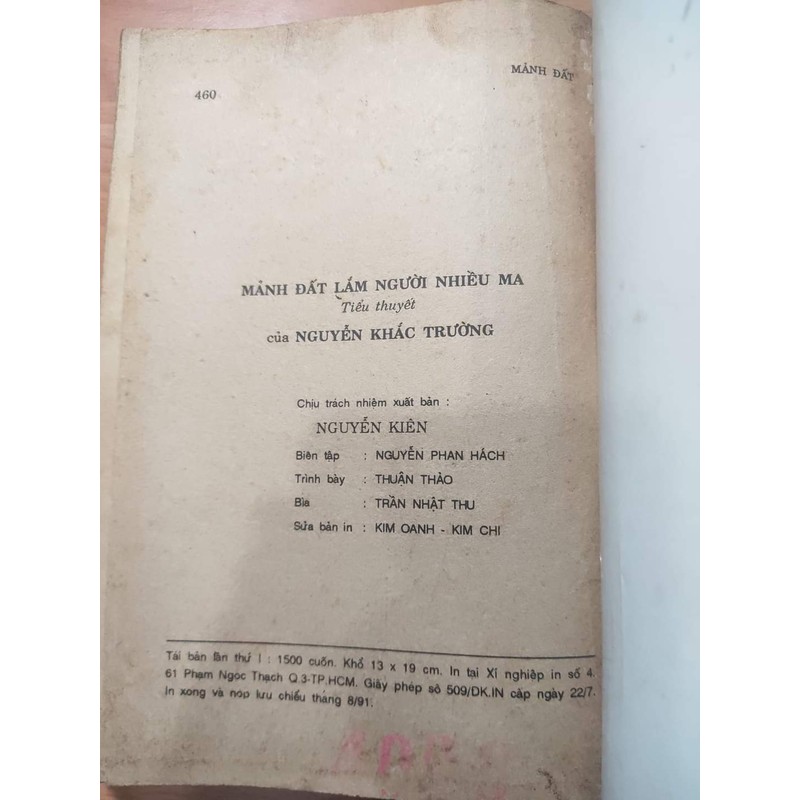 460
MẢNH ĐẤT
MẢNH ĐẤT LẮM NGƯỜI NHIỀU MA
Tiểu thuyết
của NGUYỄN KHẮC TRƯỜNG
Chịu trách nhiệm xuất bản :
NGUYỄN KIÊN
Biên tập : NGUYỄN PHAN HÁCH
Trình bày : THUẬN THẢO
Bìa : TRẦN NHẬT THU
Sửa bản in : KIM OANH - KIM CHI
Tái bản lần thứ I : 1500 cuốn. Khổ 13 x 19 cm. In tại Xí nghiệp in số 4.
61 Phạm Ngọc Thạch Q.3-TP.HCM. Giấy phép số 509/ĐK.IN cấp ngày 22/7.
In xong và nộp lưu chiểu tháng 8/91.